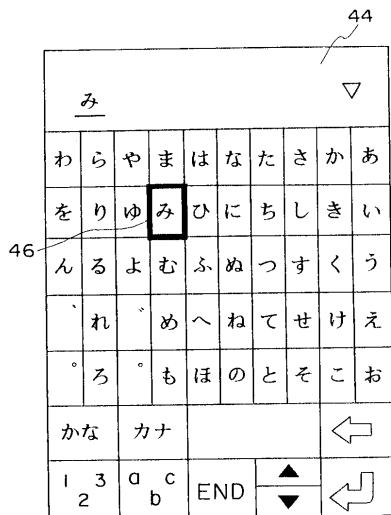 44
み ▽
わ ら や ま は な た さ か あ
を り ゆ み ひ に ち し き い
46
ん る よ む ふ ぬ つ す く う
、 れ ゛ め へ ね て せ け え
。 ろ ゜ も ほ の と そ こ お
かな カナ ⇦
1 2 3 a b c END ▲ ▼